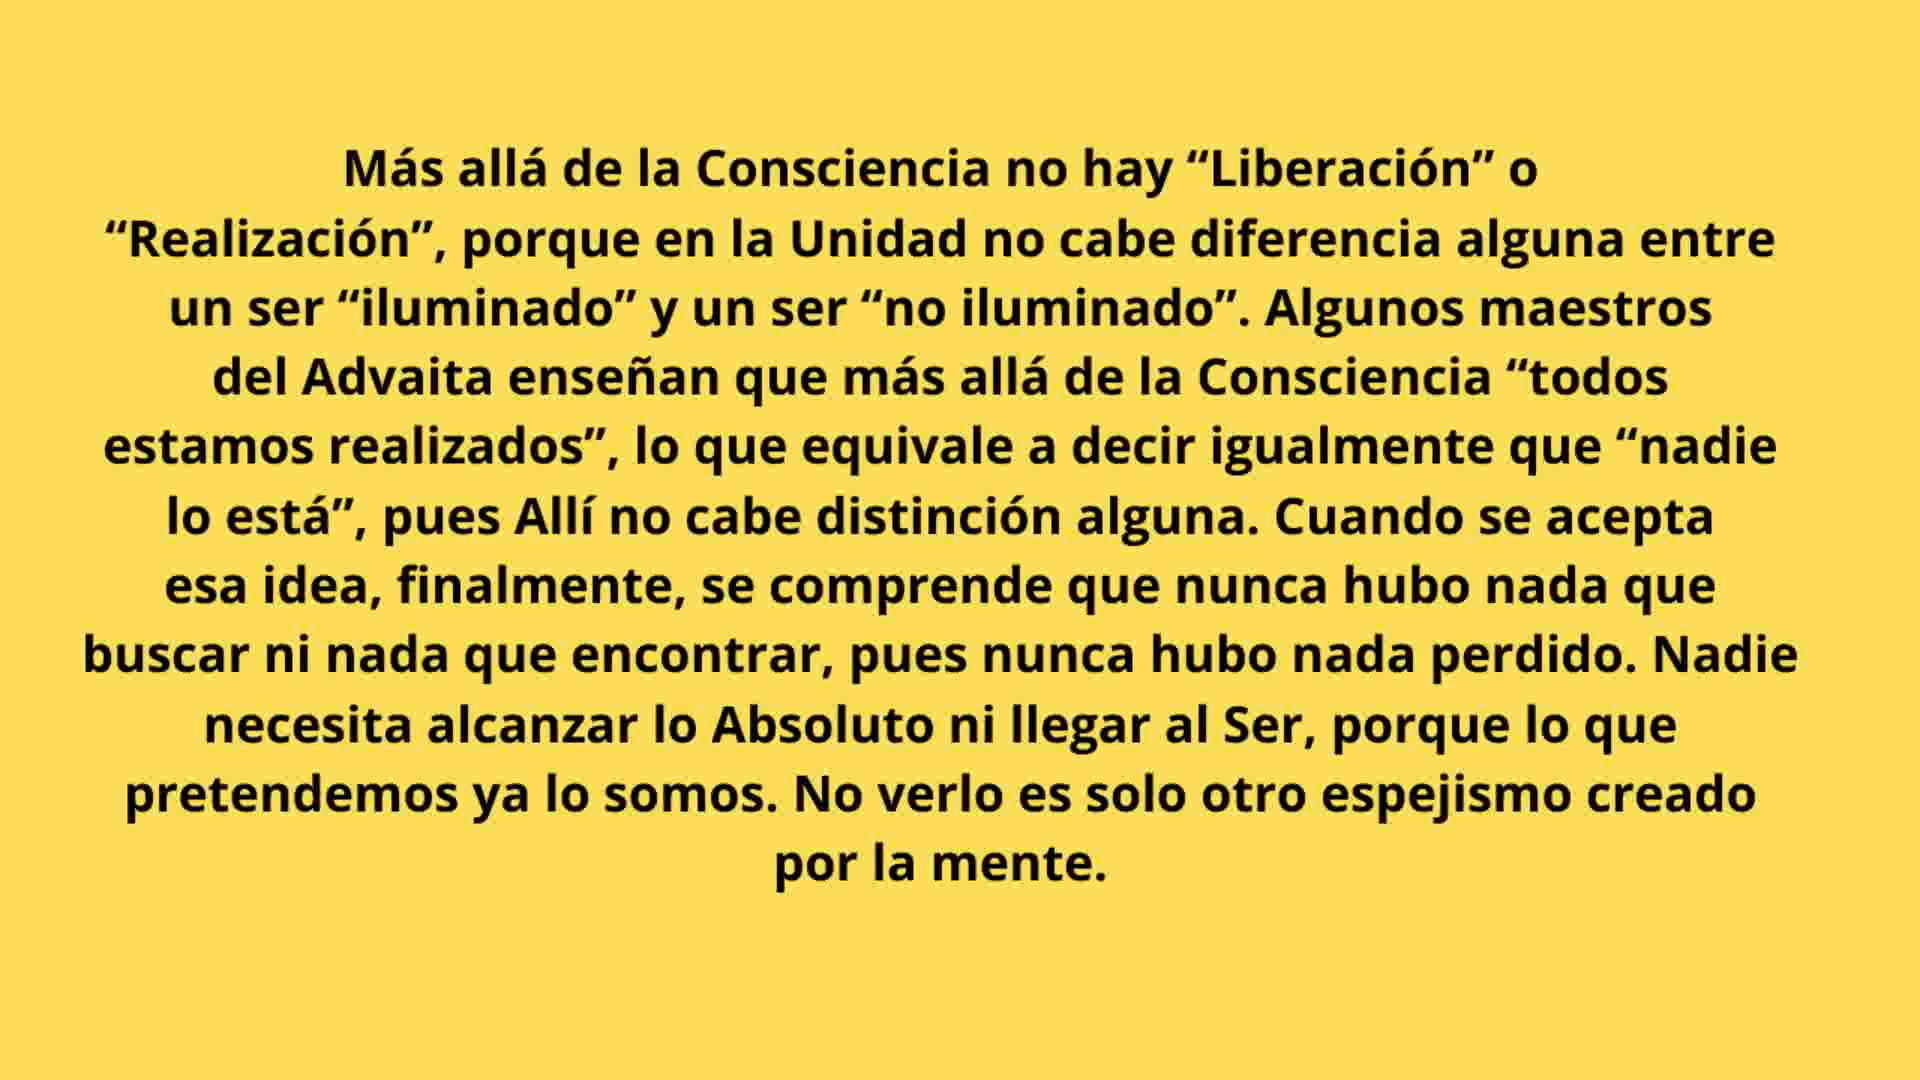 Más allá de la Consciencia no hay “Liberación” o
“Realización”, porque en la Unidad no cabe diferencia alguna entre
un ser “iluminado” y un ser “no iluminado”. Algunos maestros
del Advaita enseñan que más allá de la Consciencia “todos
estamos realizados”, lo que equivale a decir igualmente que “nadie
lo está”, pues Allí no cabe distinción alguna. Cuando se acepta
esa idea, finalmente, se comprende que nunca hubo nada que
buscar ni nada que encontrar, pues nunca hubo nada perdido. Nadie
necesita alcanzar lo Absoluto ni llegar al Ser, porque lo que
pretendemos ya lo somos. No verlo es solo otro espejismo creado
por la mente.